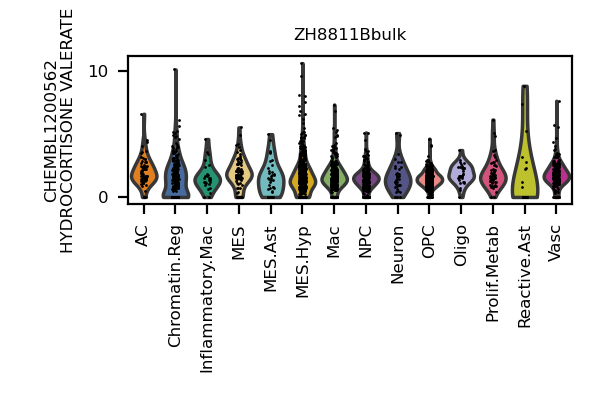 ZH8811Bbulk
CHEMBL1200562
HYDROCORTISONE VALERATE
10
0
AC
Chromatin.Reg
Inflammatory.Mac
MES
MES.Ast
MES.Hyp
Mac
NPC
Neuron
OPC
Oligo
Prolif.Metab
Reactive.Ast
Vasc